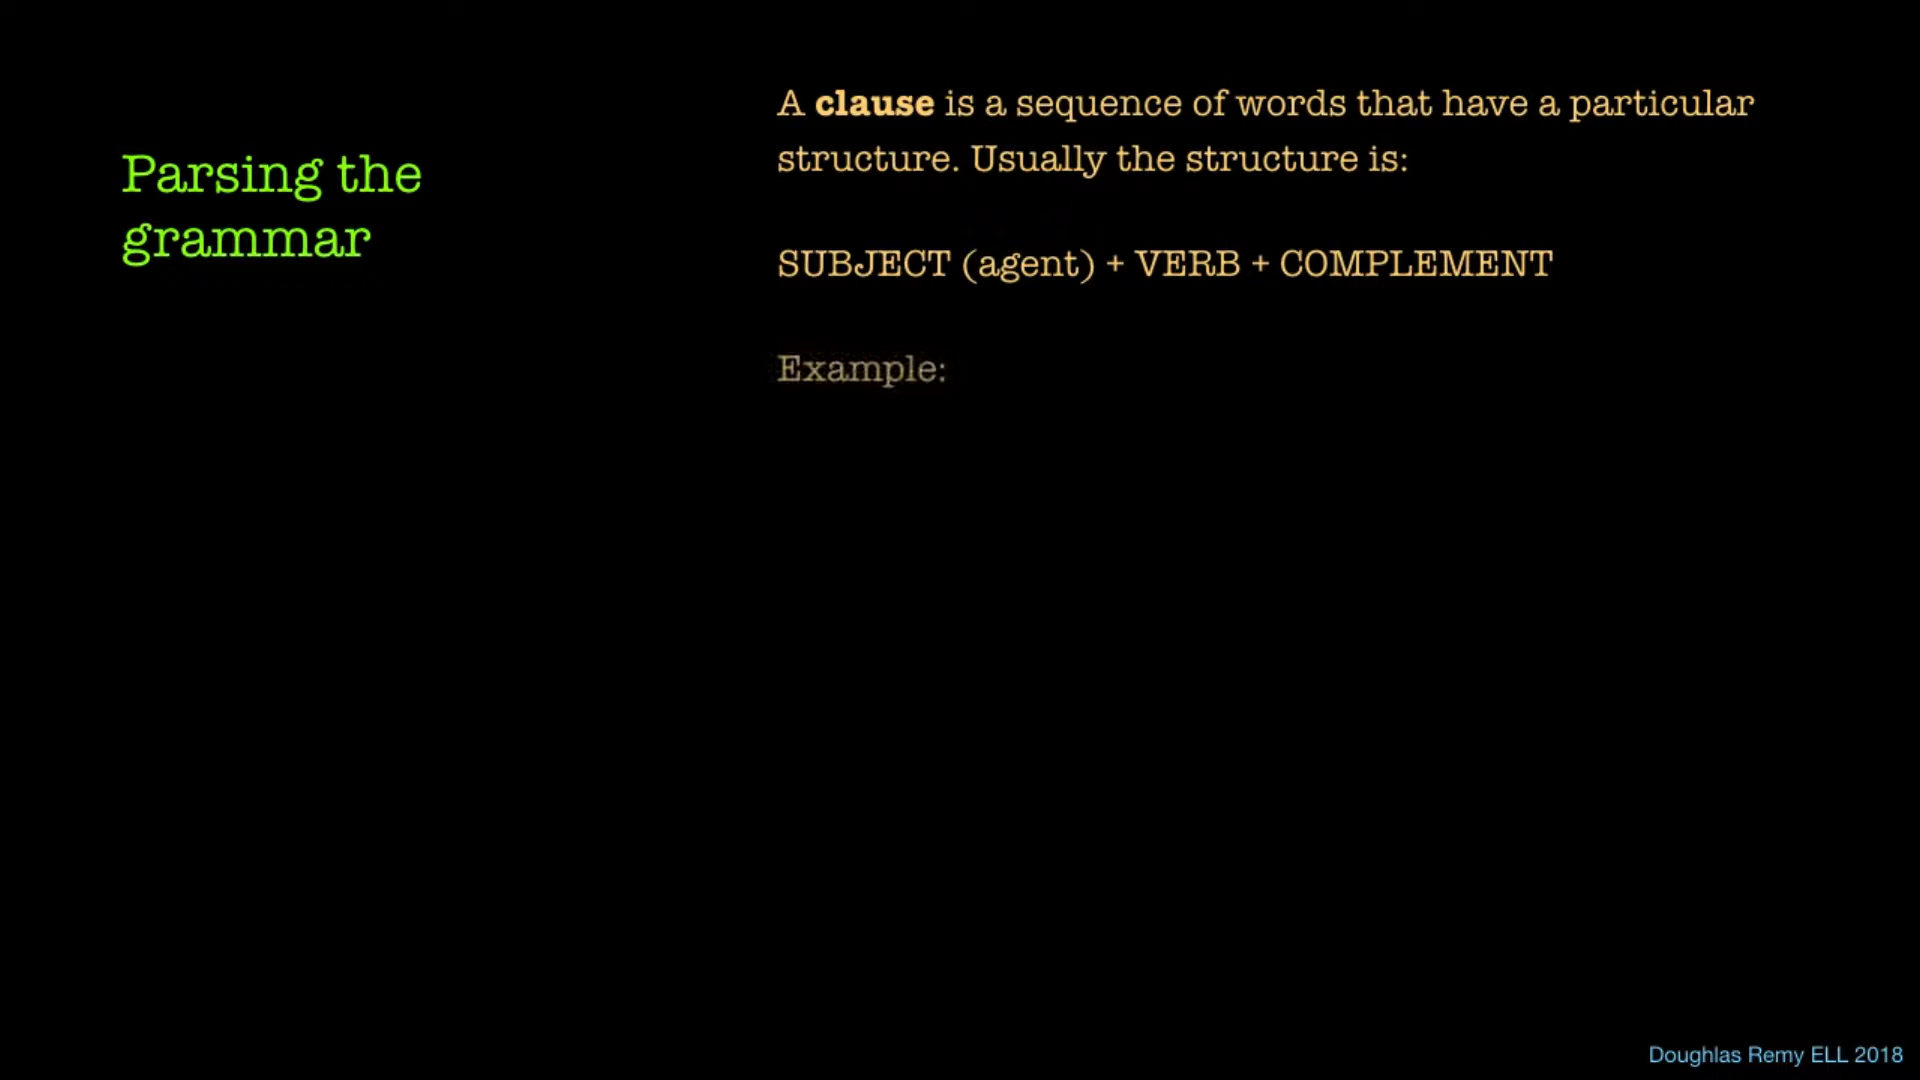 Parsing the
grammar
A clause is a sequence of words that have a particular
structure. Usually the structure is:
SUBJECT (agent) + VERB + COMPLEMENT
Example:
Doughlas Remy ELL 2018